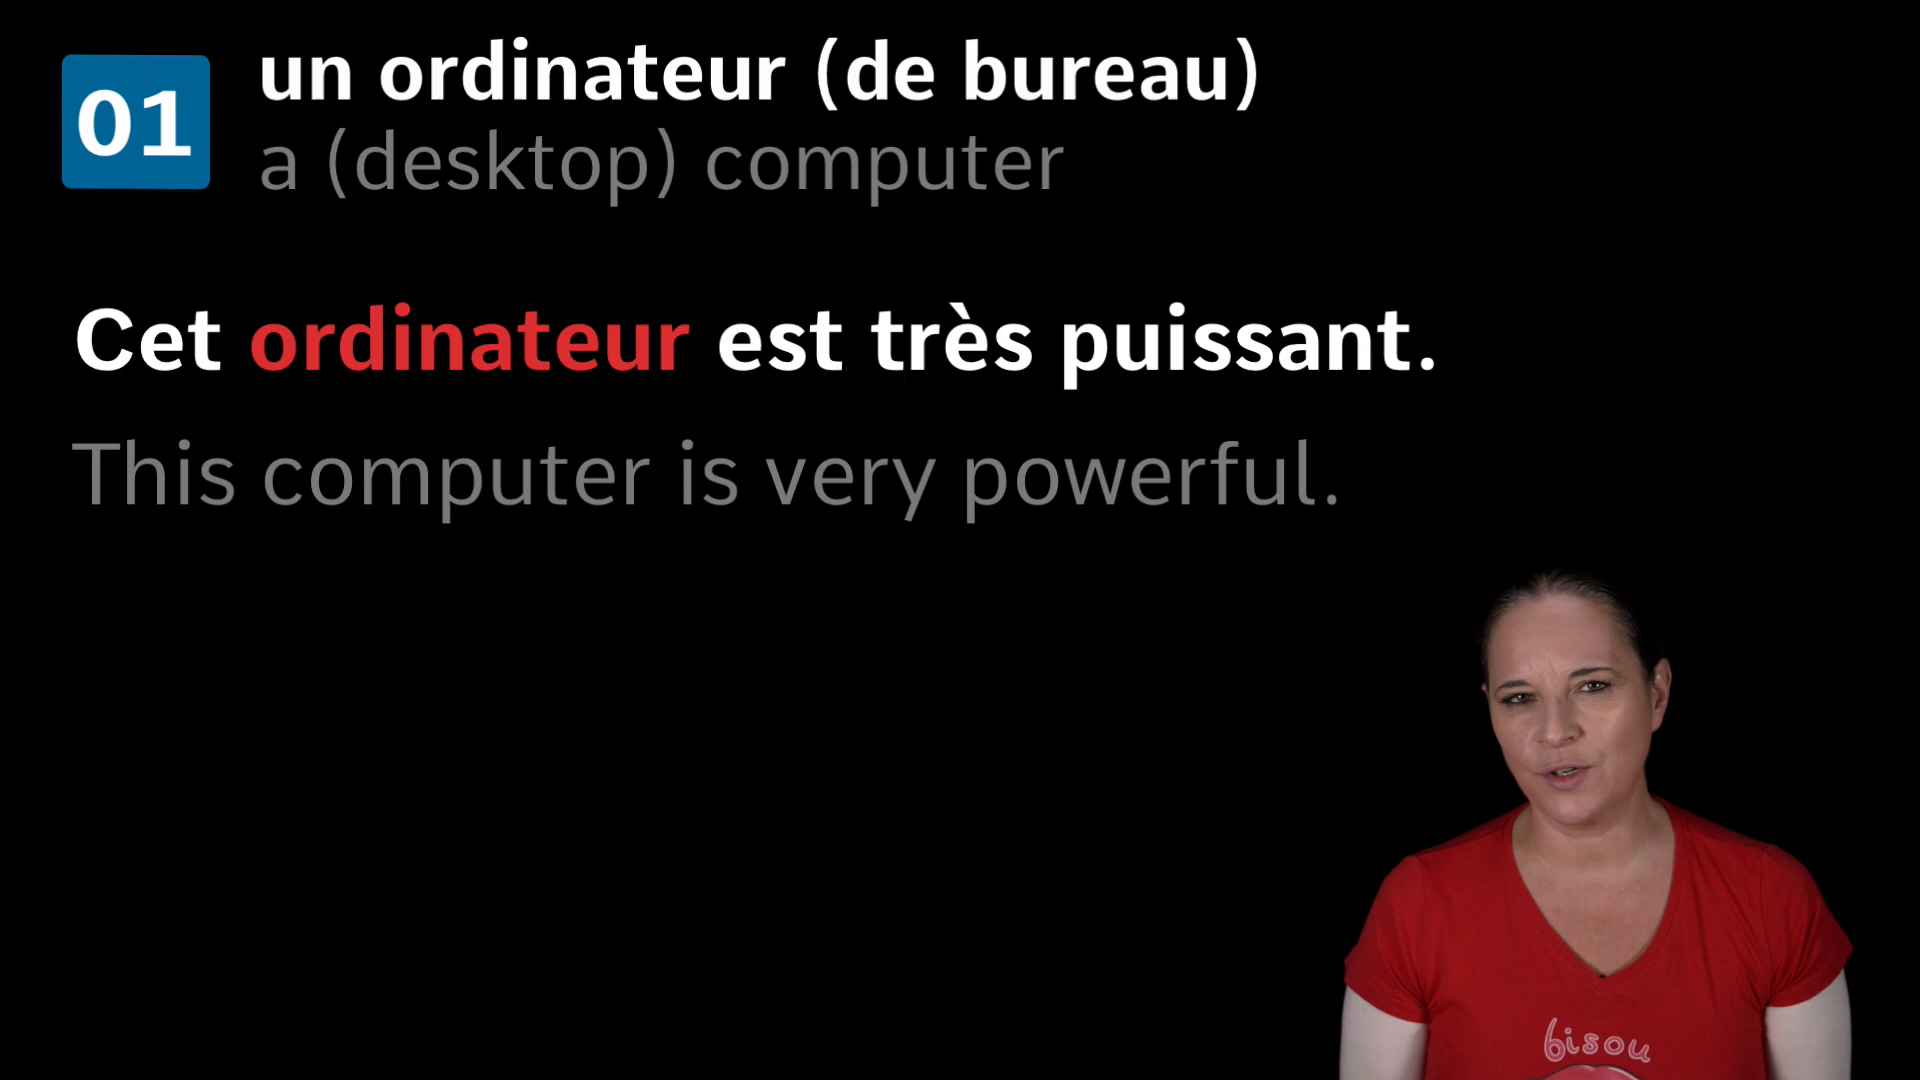 01
un ordinateur (de bureau)
a (desktop) computer
Cet ordinateur est très puissant.
This computer is very powerful.
bisou